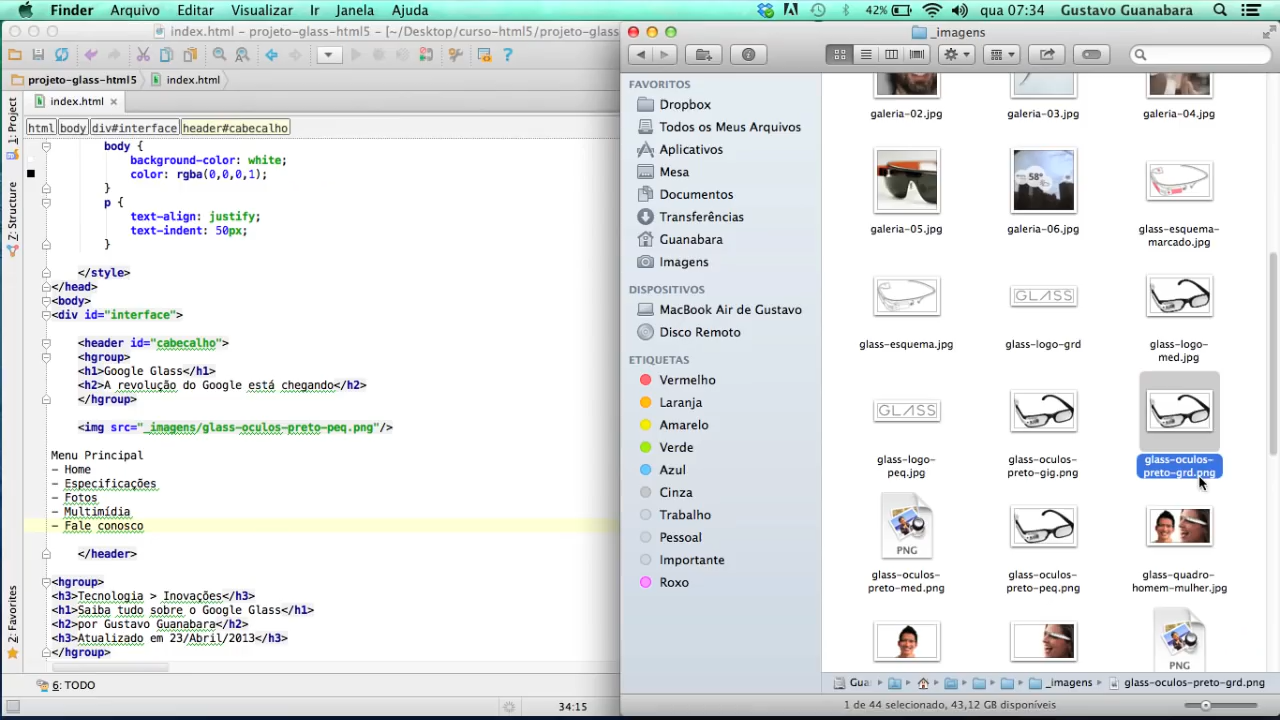 Finder Arquivo Editar Visualizar Ir Janela Ajuda 42% qua 07:34 Gustavo Guanabara
index.html - projeto-glass-html5 - [~/Desktop/curso-html5/projeto-glass
projeto-glass-html5 index.html
index.html
html body div#interface header#cabecalho
1: Project
Z: Structure
2: Favorites
body {
background-color: white;
color: rgba(0,0,0,1);
}
p {
text-align: justify;
text-indent: 50px;
}
</style>
</head>
<body>
<div id="interface">
<header id="cabecalho">
<hgroup>
<h1>Google Glass</h1>
<h2>A revolução do Google está chegando</h2>
</hgroup>
<img src="_imagens/glass-oculos-preto-peq.png"/>
Menu Principal
- Home
- Especificações
- Fotos
- Multimídia
- Fale conosco
</header>
<hgroup>
<h3>Tecnologia > Inovações</h3>
<h1>Saiba tudo sobre o Google Glass</h1>
<h2>por Gustavo Guanabara</h2>
<h3>Atualizado em 23/Abril/2013</h3>
</hgroup>
6: TODO
34:15
_imagens
FAVORITOS
Dropbox
Todos os Meus Arquivos
Aplicativos
Mesa
Documentos
Transferências
Guanabara
Imagens
DISPOSITIVOS
MacBook Air de Gustavo
Disco Remoto
ETIQUETAS
Vermelho
Laranja
Amarelo
Verde
Azul
Cinza
Trabalho
Pessoal
Importante
Roxo
galeria-02.jpg galeria-03.jpg galeria-04.jpg
58°
galeria-05.jpg galeria-06.jpg glass-esquema-
marcado.jpg
GLASS
glass-esquema.jpg glass-logo-grd glass-logo-
med.jpg
GLASS
glass-logo- glass-oculos- glass-oculos-
peq.jpg preto-gig.png preto-grd.png
PNG
glass-oculos- glass-oculos- glass-quadro-
preto-med.png preto-peq.png homem-mulher.jpg
PNG
Gua _imagens glass-oculos-preto-grd.png
1 de 44 selecionado, 43,12 GB disponíveis